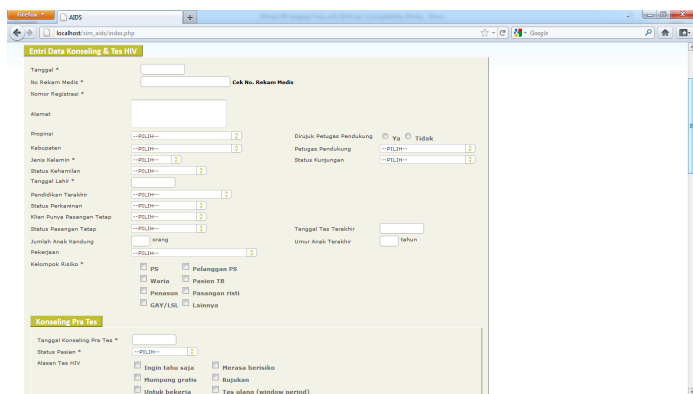 Firefox
AIDS
localhost/sim_aids/index.php
Google
Entri Data Konseling & Tes HIV
Tanggal *
No Rekam Medis *
Cek No. Rekam Medis
Nomor Registrasi *
Alamat
Propinsi
--PILIH--
Dirujuk Petugas Pendukung
Ya
Tidak
Kabupaten
--PILIH--
Petugas Pendukung
--PILIH--
Jenis Kelamin *
--PILIH--
Status Kunjungan
--PILIH--
Status Kehamilan
--PILIH--
Tanggal Lahir *
Pendidikan Terakhir
--PILIH--
Status Perkawinan
--PILIH--
Klien Punya Pasangan Tetap
--PILIH--
Status Pasangan Tetap
--PILIH--
Tanggal Tes Terakhir
Jumlah Anak Kandung
orang
Umur Anak Terakhir
tahun
Pekerjaan
--PILIH--
Kelompok Risiko *
PS
Pelanggan PS
Waria
Pasien TB
Penasun
Pasangan risti
GAY/LSL
Lainnya
Konseling Pra Tes
Tanggal Konseling Pra Tes *
Status Pasien *
--PILIH--
Alasan Tes HIV
Ingin tahu saja
Merasa berisiko
Mumpung gratis
Rujukan
Untuk bekerja
Tes ulang (window period)